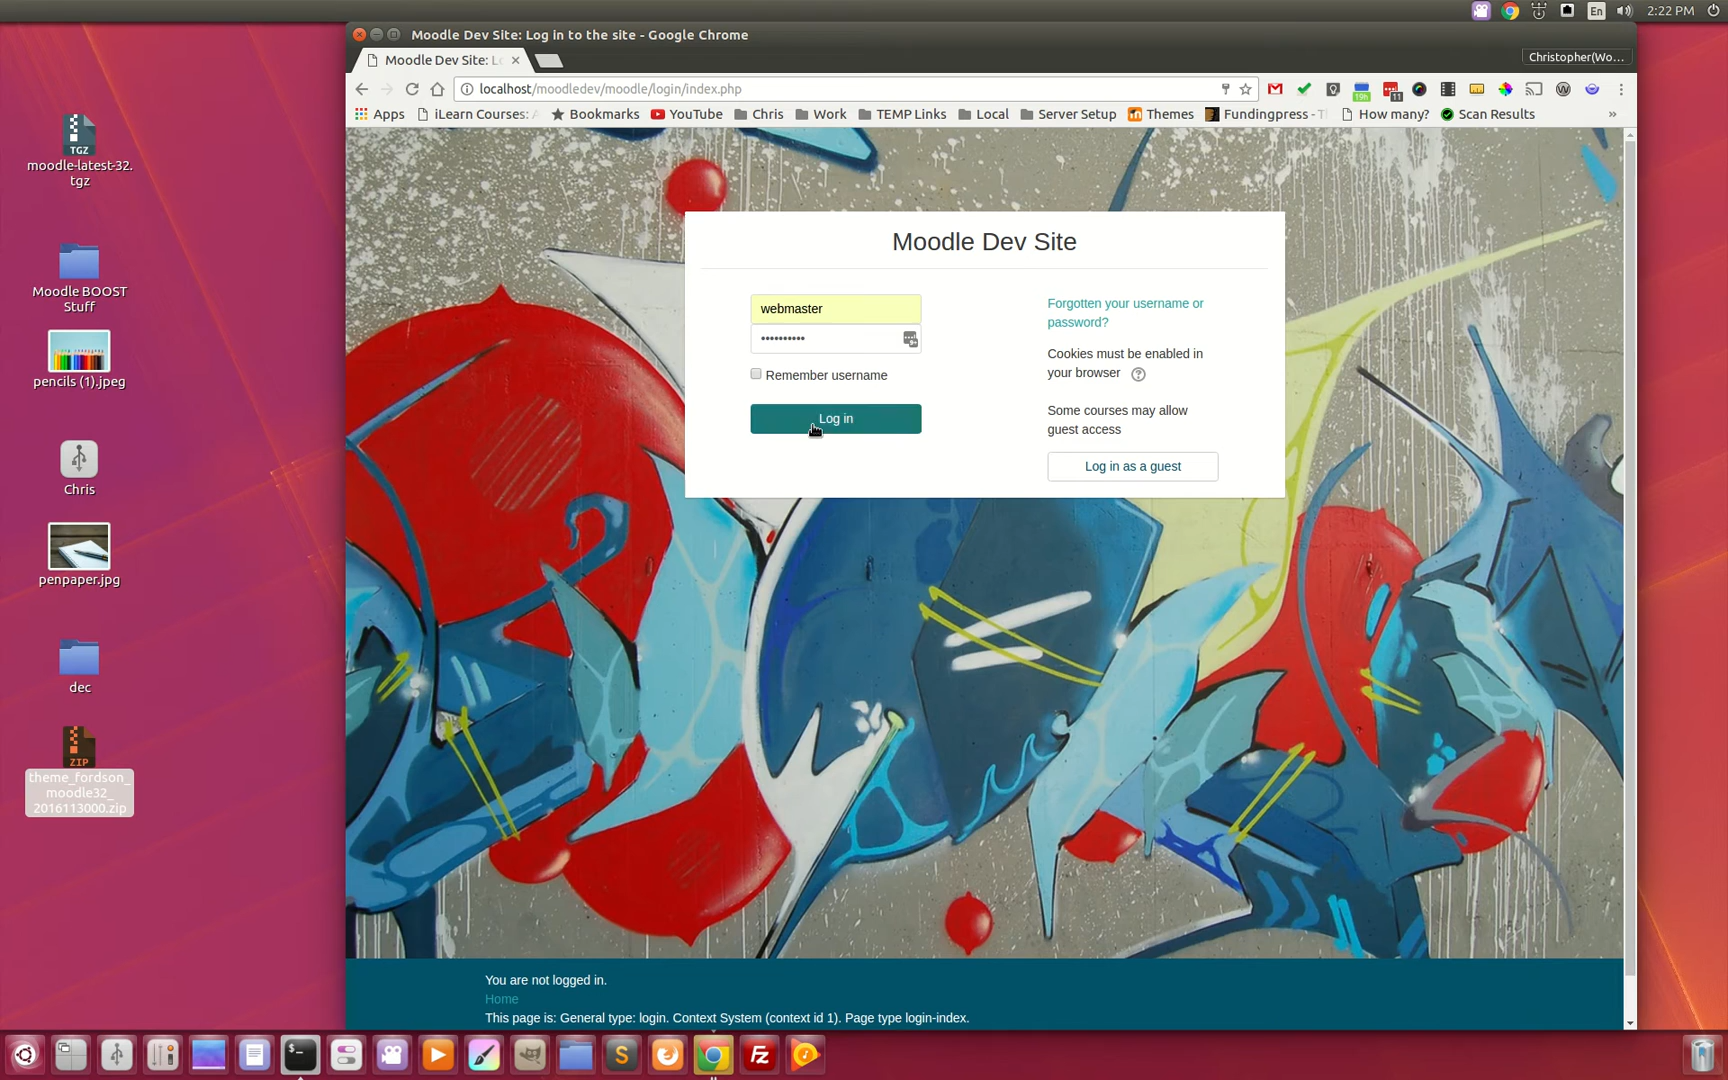 En
2:22 PM
Moodle Dev Site: Log in to the site - Google Chrome
Moodle Dev Site: Lo
Christopher(Wo...
localhost/moodledev/moodle/login/index.php
19h
11
Apps
iLearn Courses: A
Bookmarks
YouTube
Chris
Work
TEMP Links
Local
Server Setup
Themes
Fundingpress - T
How many?
Scan Results
»
TGZ
moodle-latest-32.
tgz
Moodle BOOST
Stuff
pencils (1).jpeg
Chris
penpaper.jpg
dec
ZIP
theme_fordson_
moodle32_
2016113000.zip
Moodle Dev Site
webmaster
••••••••••
Remember username
Log in
Forgotten your username or
password?
Cookies must be enabled in
your browser
?
Some courses may allow
guest access
Log in as a guest
You are not logged in.
Home
This page is: General type: login. Context System (context id 1). Page type login-index.